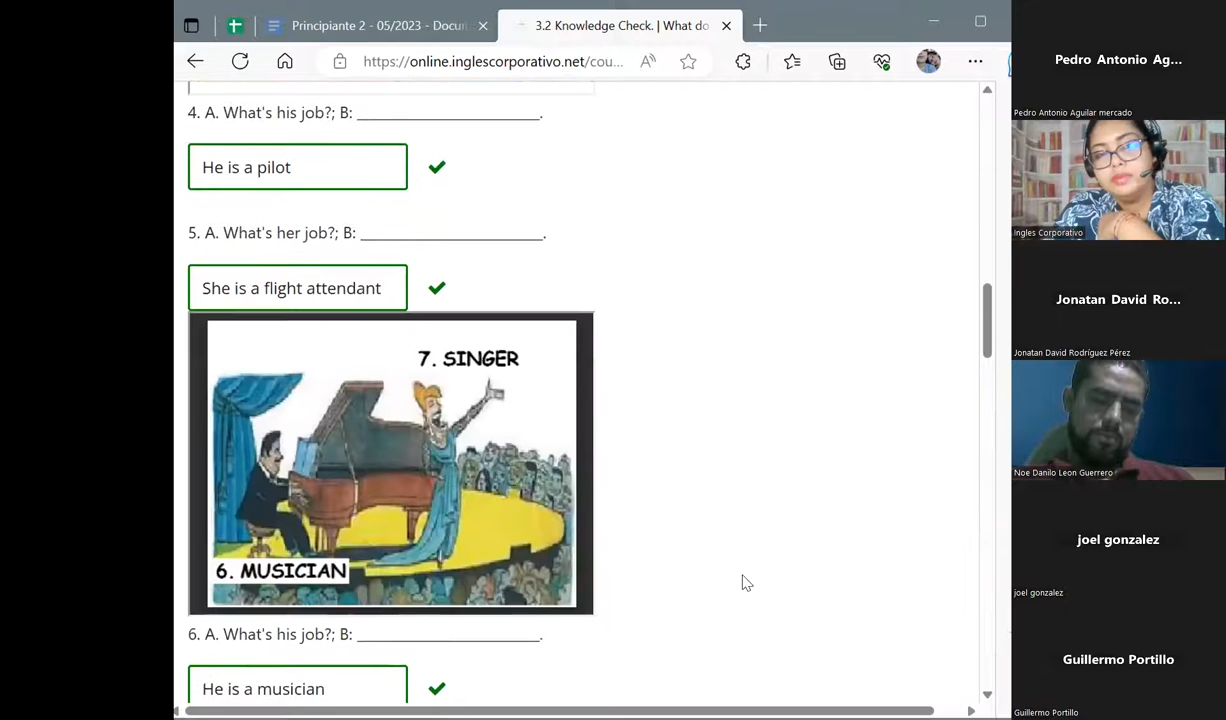 Principiante 2 - 05/2023 - Docu
3.2 Knowledge Check. | What do
https://online.inglescorporativo.net/cou...
4. A. What's his job?; B: ______________________.
He is a pilot
5. A. What's her job?; B: ______________________.
She is a flight attendant
7. SINGER
6. MUSICIAN
6. A. What's his job?; B: ______________________.
He is a musician
Pedro Antonio Ag...
Pedro Antonio Aguilar mercado
Ingles Corporativo
Jonatan David Ro...
Jonatan David Rodríguez Pérez
Noe Danilo Leon Guerrero
joel gonzalez
joel gonzalez
Guillermo Portillo
Guillermo Portillo